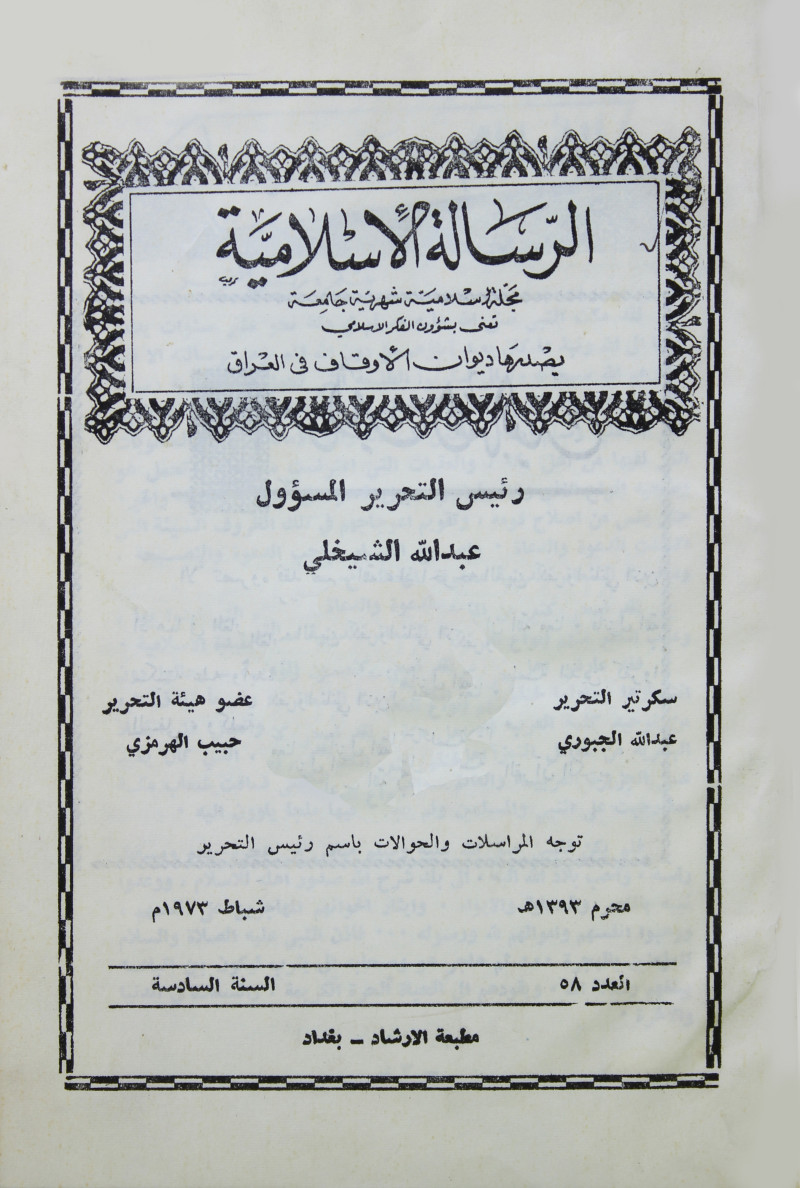 الرسالة الإسلامية
مجلة إسلامية شهرية جامعة
تعنى بشؤون الفكر الاسلامي
يصدرها ديوان الأوقاف في العراق
رئيس التحرير المسؤول
عبدالله الشيخلي
سكرتير التحرير
عبدالله الجبوري
عضو هيئة التحرير
حبيب الهرمزي
توجه المراسلات والحوالات باسم رئيس التحرير
محرم ١٣٩٣هـ
شباط ١٩٧٣م
العدد ٥٨
السنة السادسة
مطبعة الارشاد – بغداد